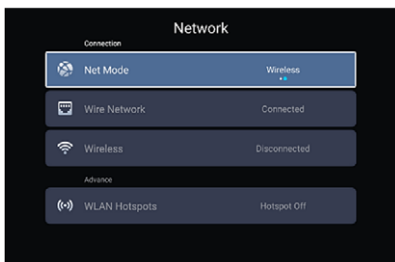 Network
Connection
Net Mode Wireless
Wire Network Connected
Wireless Disconnected
Advance
WLAN Hotspots Hotspot Off